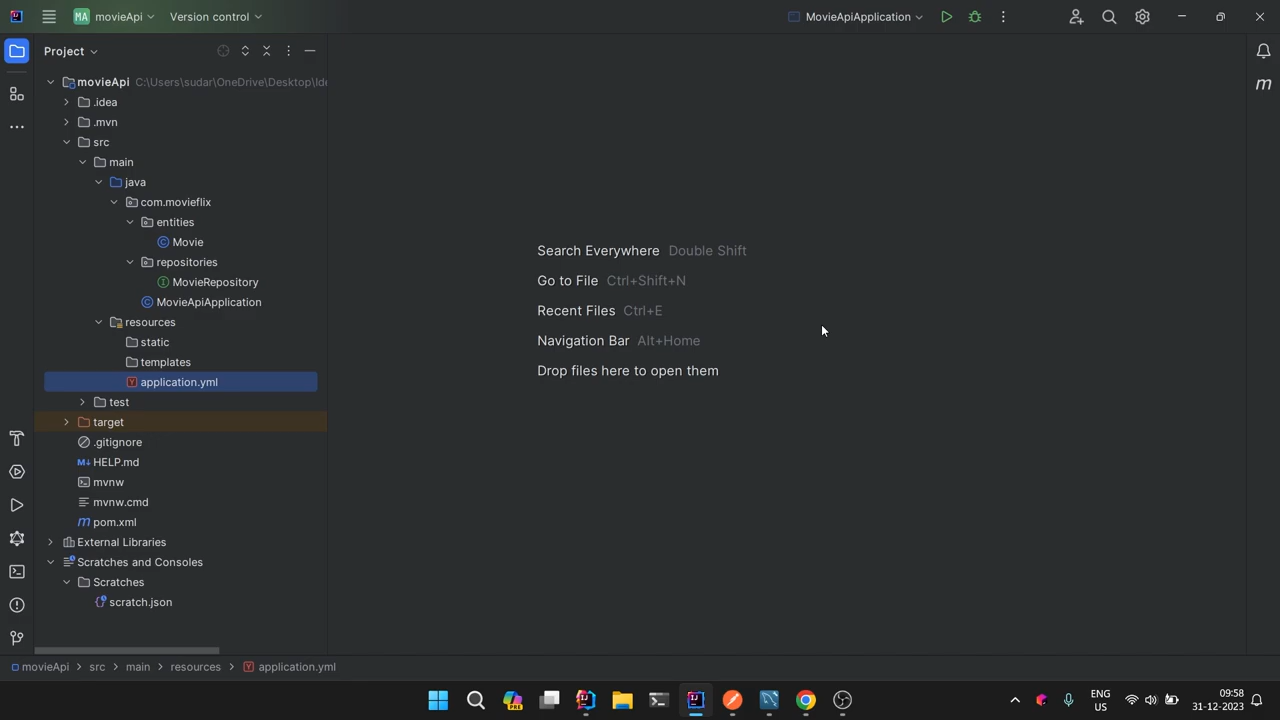 MA movieApi Version control MovieApiApplication
Project
movieApi C:\Users\sudar\OneDrive\Desktop\Ide
.idea
.mvn
src
main
java
com.movieflix
entities
Movie
repositories
MovieRepository
MovieApiApplication
resources
static
templates
application.yml
test
target
.gitignore
HELP.md
mvnw
mvnw.cmd
pom.xml
External Libraries
Scratches and Consoles
Scratches
scratch.json
Search Everywhere Double Shift
Go to File Ctrl+Shift+N
Recent Files Ctrl+E
Navigation Bar Alt+Home
Drop files here to open them
movieApi > src > main > resources > application.yml
ENG
US
09:58
31-12-2023